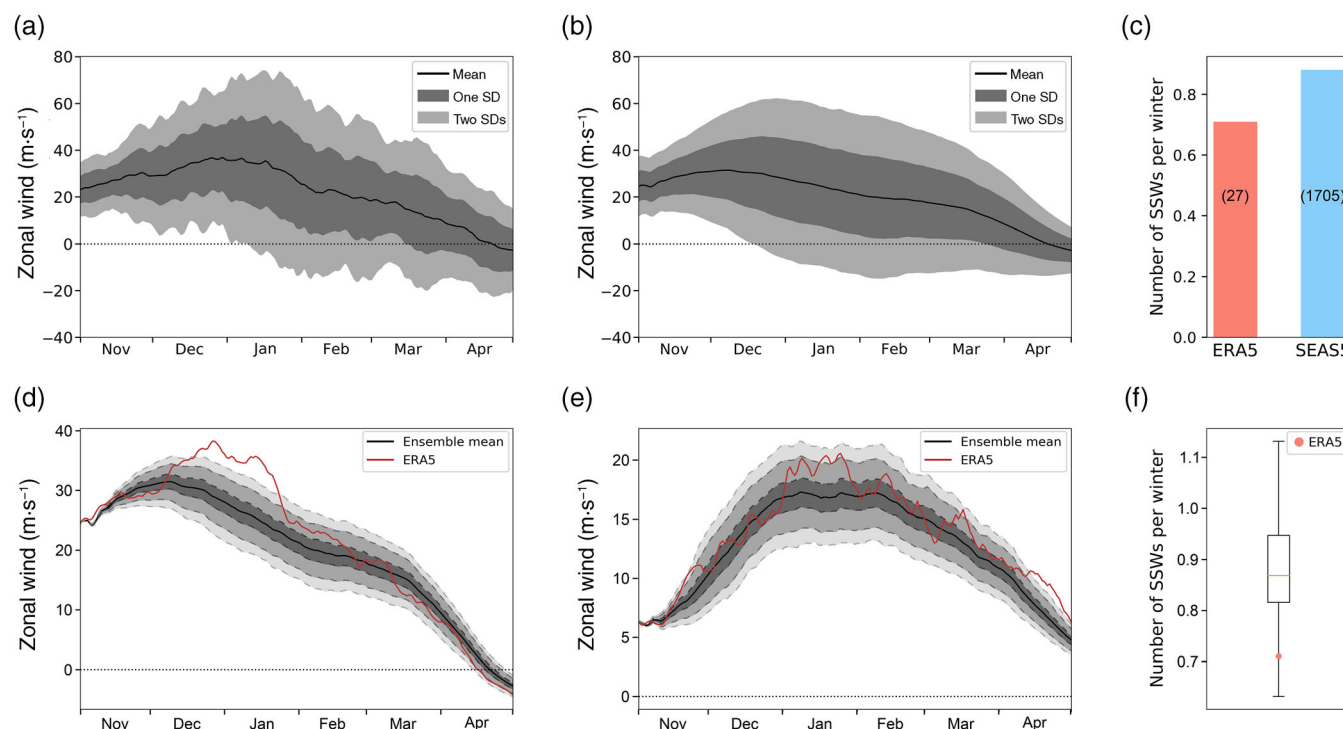 (a)
Zonal wind (m·s⁻¹)
80
60
40
20
0
−20
−40
Mean
One SD
Two SDs
Nov Dec Jan Feb Mar Apr
(b)
Zonal wind (m·s⁻¹)
80
60
40
20
0
−20
−40
Mean
One SD
Two SDs
Nov Dec Jan Feb Mar Apr
(c)
Number of SSWs per winter
0.8
0.6
0.4
0.2
0.0
(27)
(1705)
ERA5 SEAS5
(d)
Zonal wind (m·s⁻¹)
40
30
20
10
0
Ensemble mean
ERA5
Nov Dec Jan Feb Mar Apr
(e)
Zonal wind (m·s⁻¹)
20
15
10
5
0
Ensemble mean
ERA5
Nov Dec Jan Feb Mar Apr
(f)
Number of SSWs per winter
1.1
1.0
0.9
0.8
0.7
ERA5